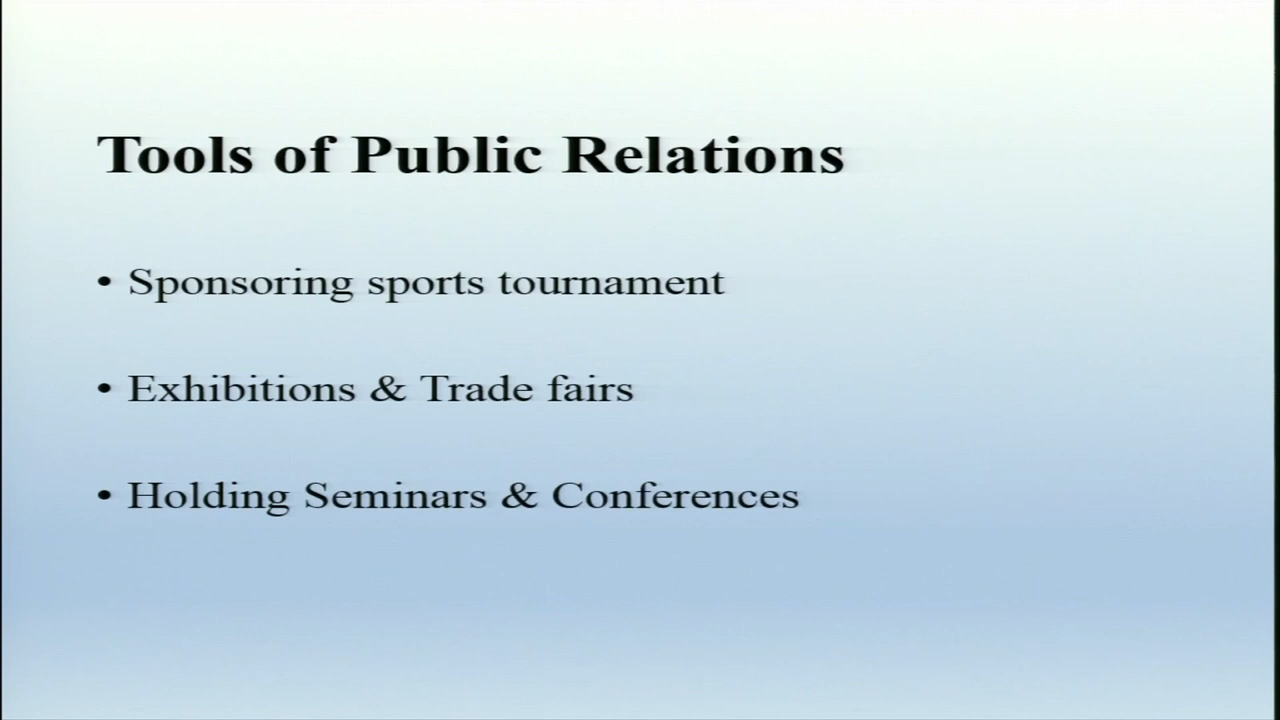 Tools of Public Relations
• Sponsoring sports tournament
• Exhibitions & Trade fairs
• Holding Seminars & Conferences